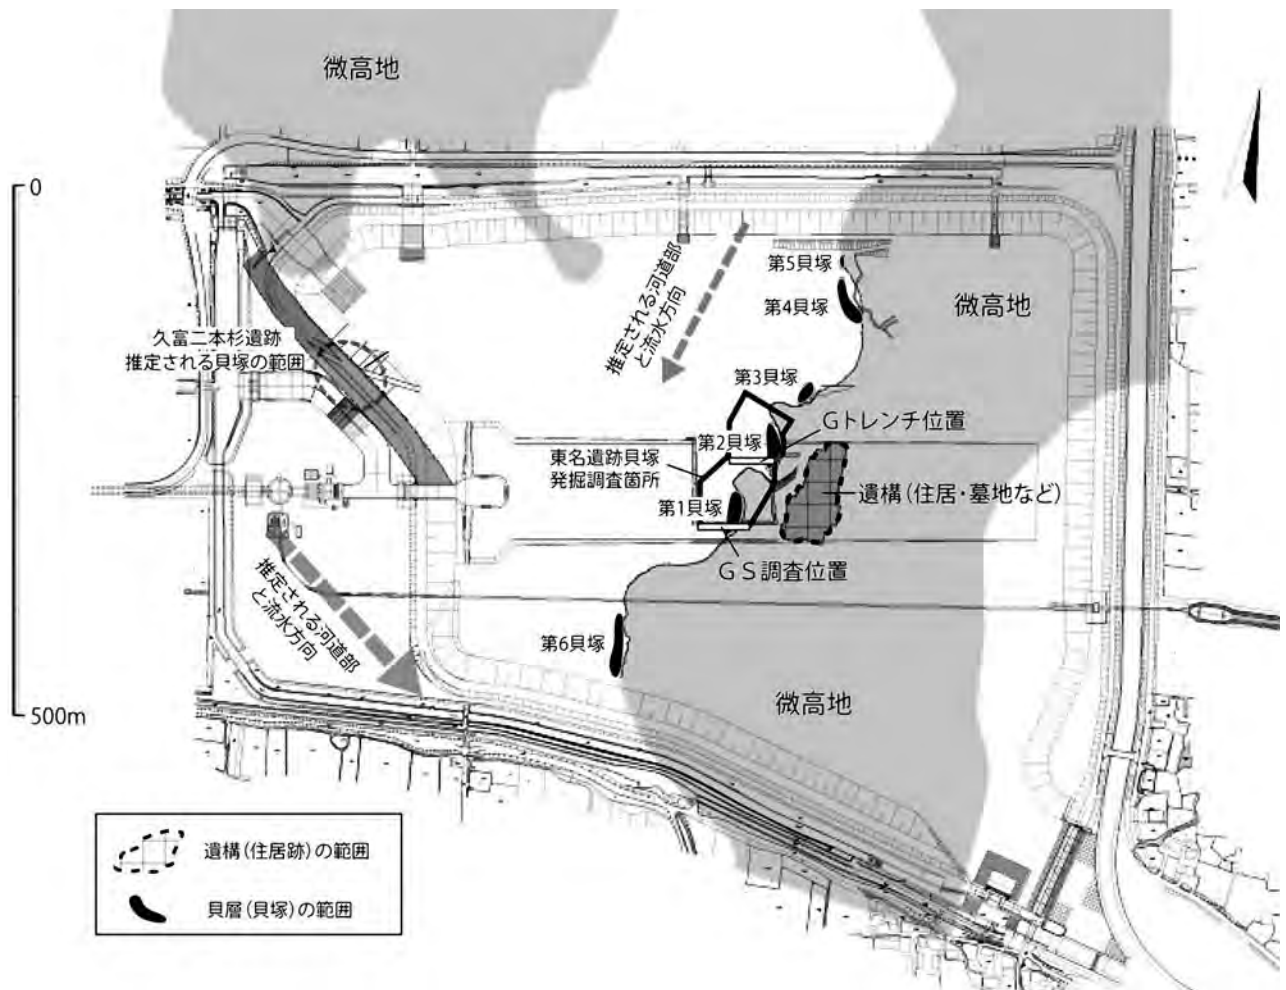 微高地
0
第5貝塚
第4貝塚
微高地
推定される河道部
と流水方向
久富二本杉遺跡
推定される貝塚の範囲
第3貝塚
Gトレンチ位置
第2貝塚
東名遺跡貝塚
発掘調査箇所
遺構(住居・墓地など)
第1貝塚
GS調査位置
推定される河道部
と流水方向
第6貝塚
微高地
500m
遺構(住居跡)の範囲
貝層(貝塚)の範囲